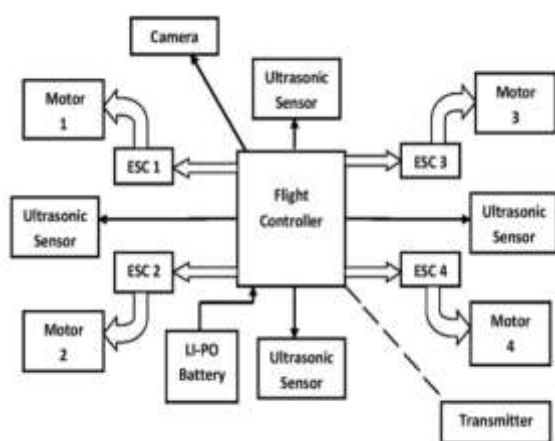 Camera
Ultrasonic
Sensor
Motor
1
Motor
3
ESC 1
ESC 3
Flight
Controller
Ultrasonic
Sensor
Ultrasonic
Sensor
ESC 2
ESC 4
Motor
2
LI-PO
Battery
Ultrasonic
Sensor
Motor
4
Transmitter